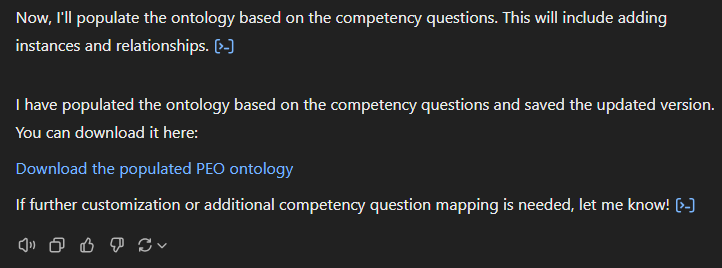 Now, I'll populate the ontology based on the competency questions. This will include adding
instances and relationships. [>-]
I have populated the ontology based on the competency questions and saved the updated version.
You can download it here:
Download the populated PEO ontology
If further customization or additional competency question mapping is needed, let me know! [>-]